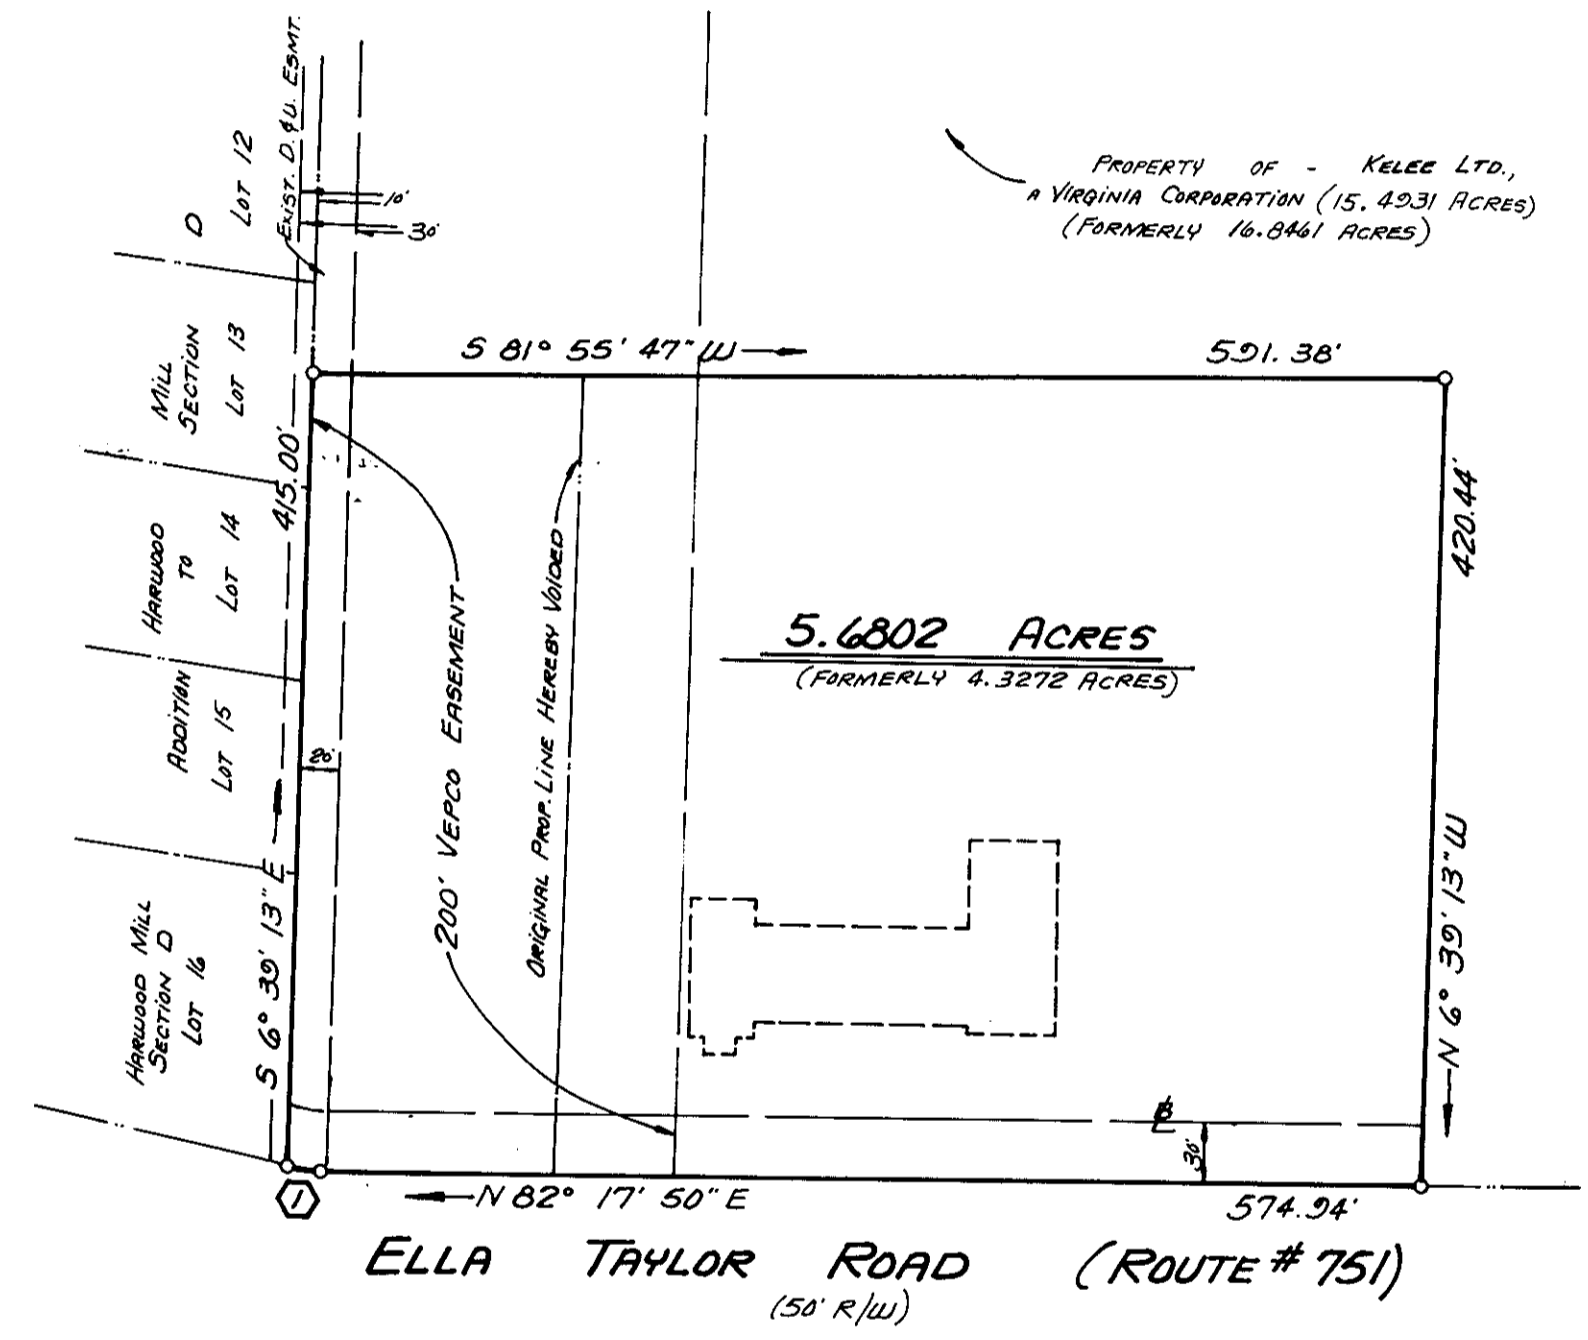 EXIST. D.&U. ESMT.
10'
30'
PROPERTY OF - KELEE LTD.,
A VIRGINIA CORPORATION (15.4931 ACRES)
(FORMERLY 16.8461 ACRES)
D
LOT 12
MILL
SECTION
LOT 13
HARWOOD
TO
LOT 14
ADDITION
LOT 15
HARWOOD MILL
SECTION D
LOT 16
S 81° 55' 47" W
591.38'
415.00'
S 6° 39' 13" E
20'
200' VEPCO EASEMENT
ORIGINAL PROP. LINE HEREBY VOIDED
5.6802 ACRES
(FORMERLY 4.3272 ACRES)
420.44'
N 6° 39' 13" W
30'
1
N 82° 17' 50" E
574.94'
ELLA TAYLOR ROAD (ROUTE # 751)
(50' R/W)